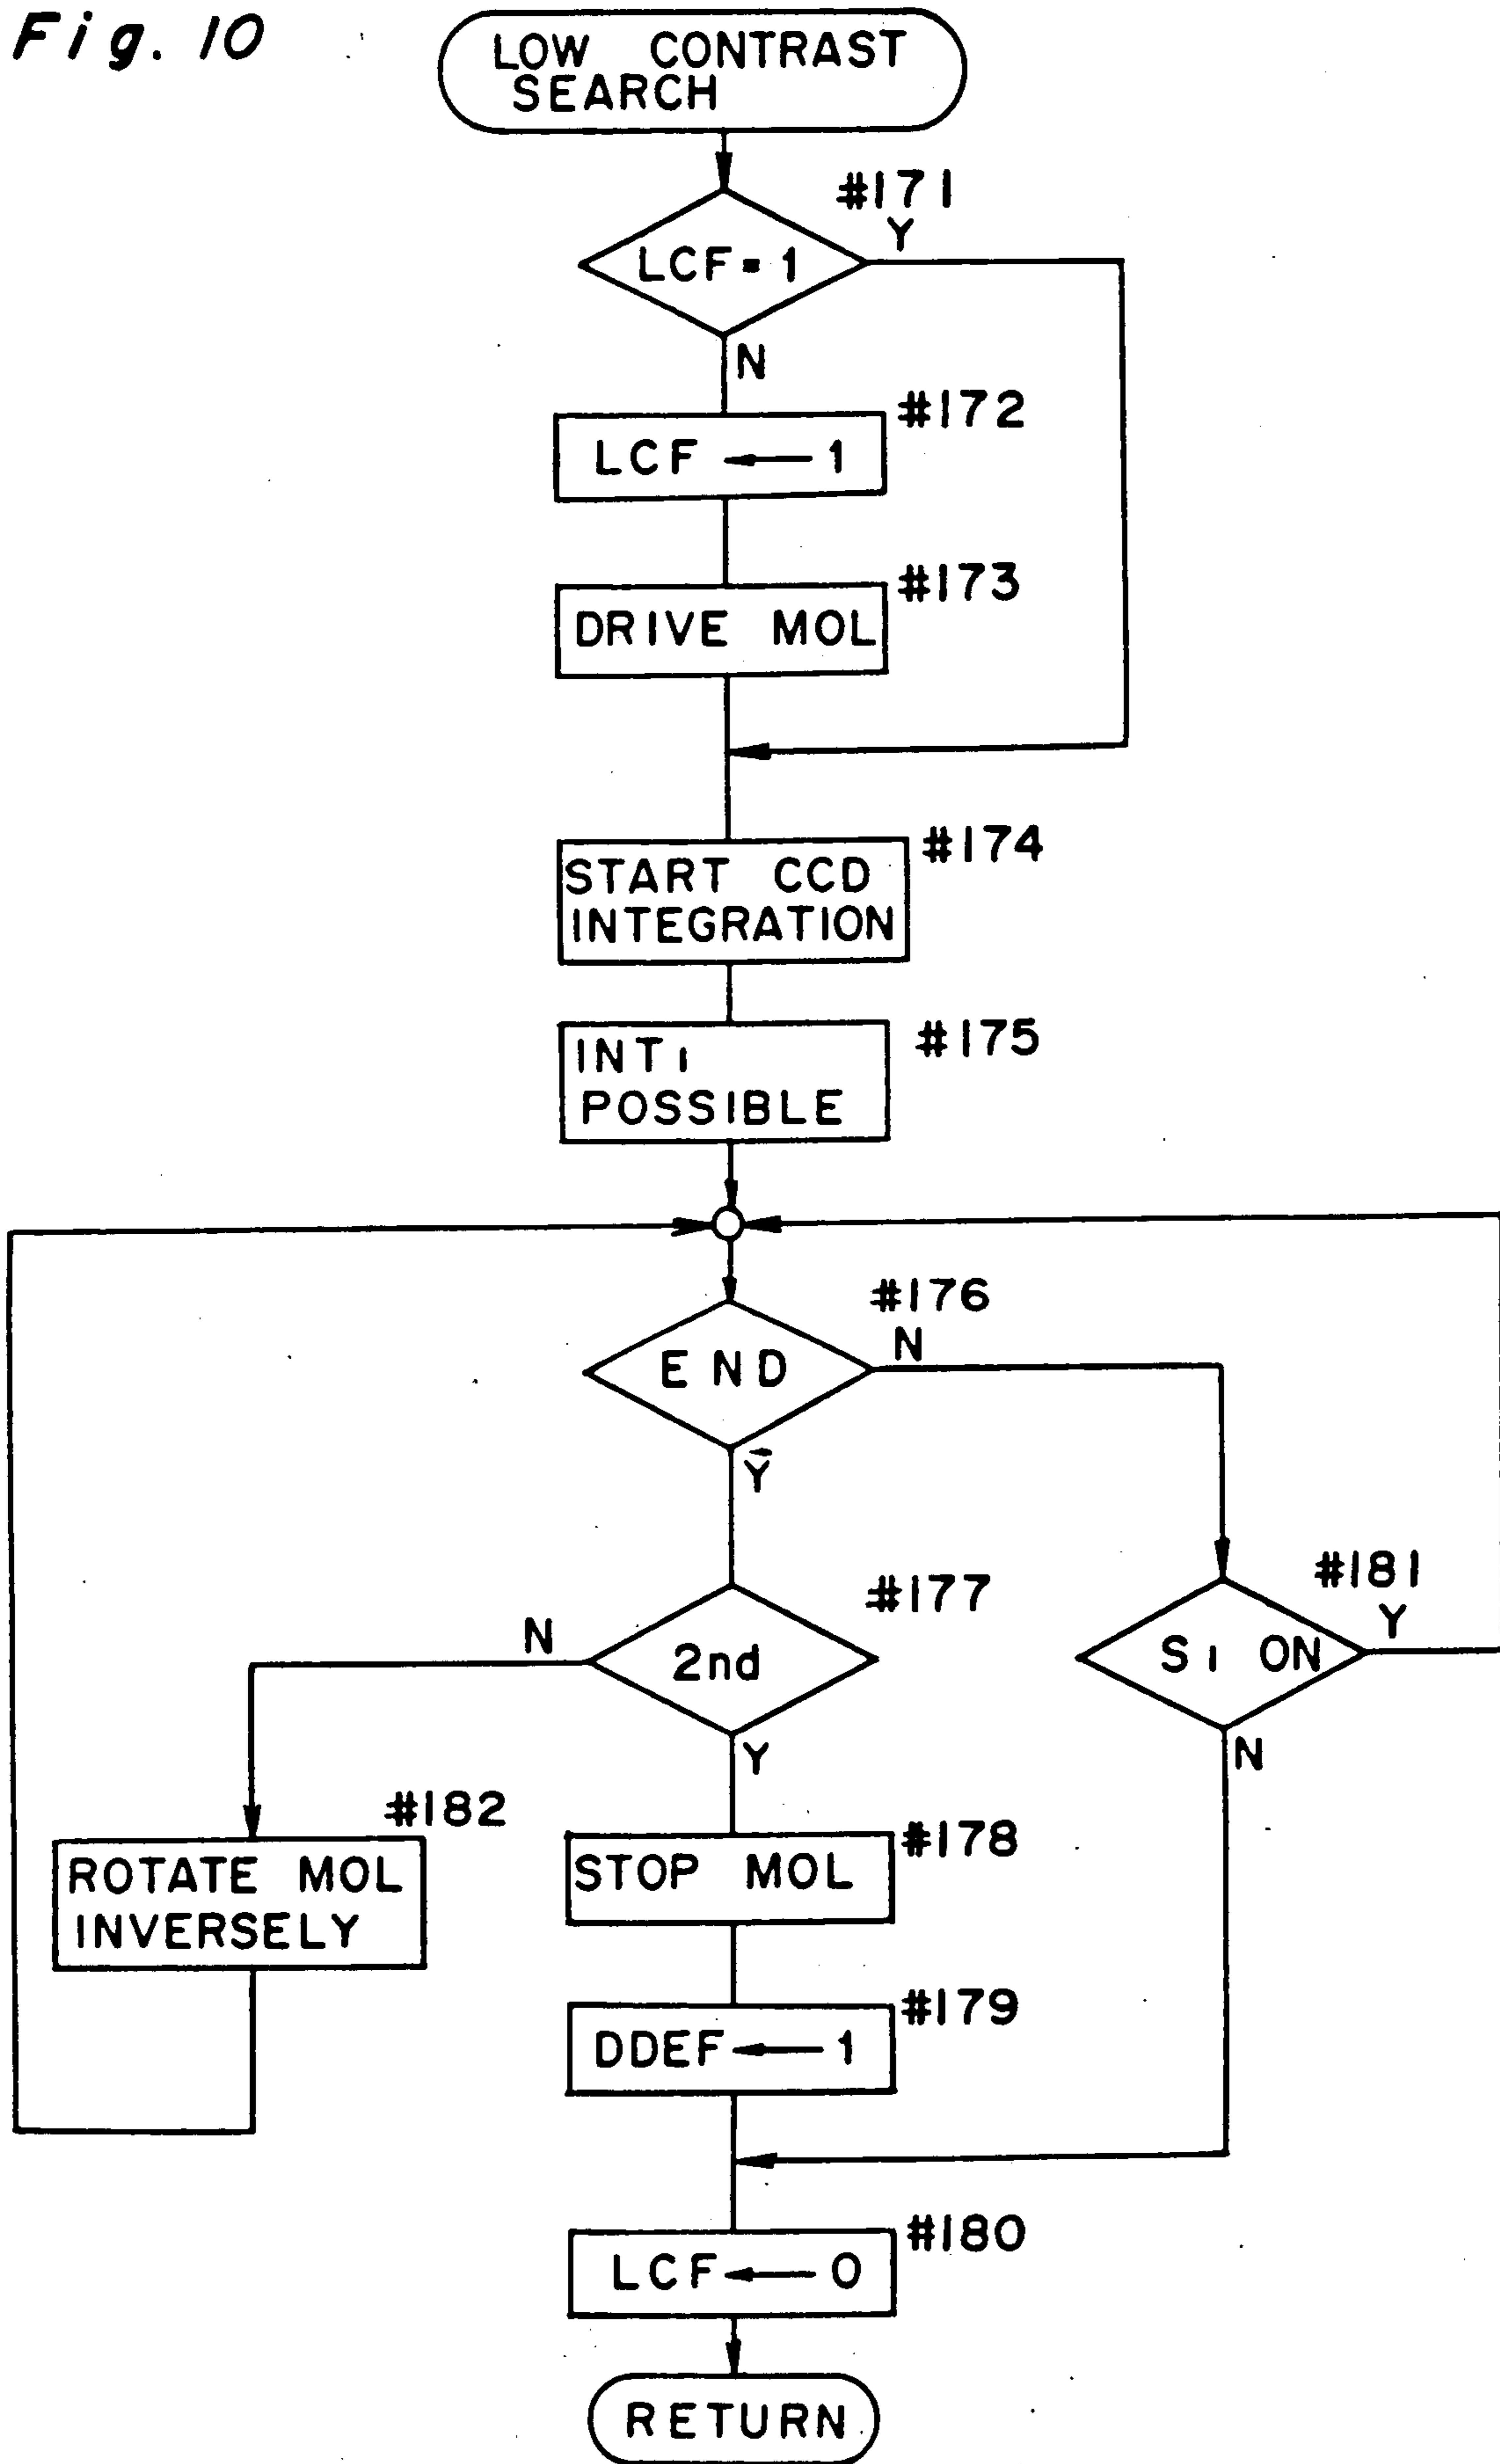 Fig. 10
LOW CONTRAST
SEARCH
#171
Y
LCF = 1
N
#172
LCF ← 1
#173
DRIVE MOL
#174
START CCD
INTEGRATION
#175
INT1
POSSIBLE
#176
N
END
Y
#177
N
2nd
Y
#181
Y
S1 ON
N
#182
ROTATE MOL
INVERSELY
#178
STOP MOL
#179
DDEF ← 1
#180
LCF ← 0
RETURN